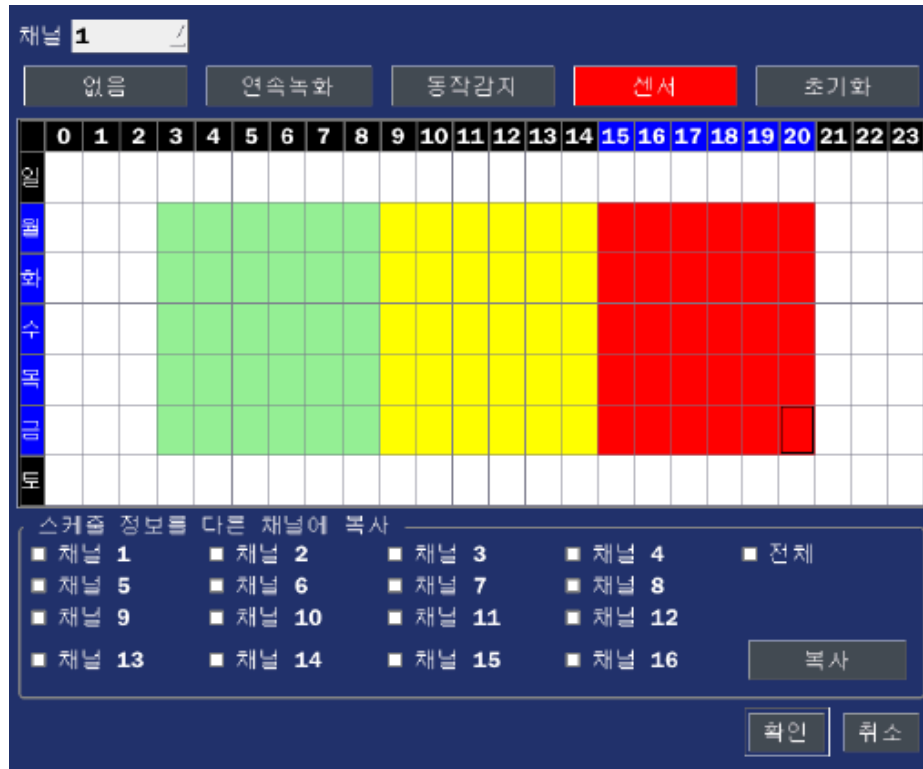 채널 1
없음 연속녹화 동작감지 센서 초기화
0 1 2 3 4 5 6 7 8 9 10 11 12 13 14 15 16 17 18 19 20 21 22 23
일
월
화
수
목
금
토
스케줄 정보를 다른 채널에 복사
채널 1 채널 2 채널 3 채널 4 전체
채널 5 채널 6 채널 7 채널 8
채널 9 채널 10 채널 11 채널 12
채널 13 채널 14 채널 15 채널 16 복사
확인 취소